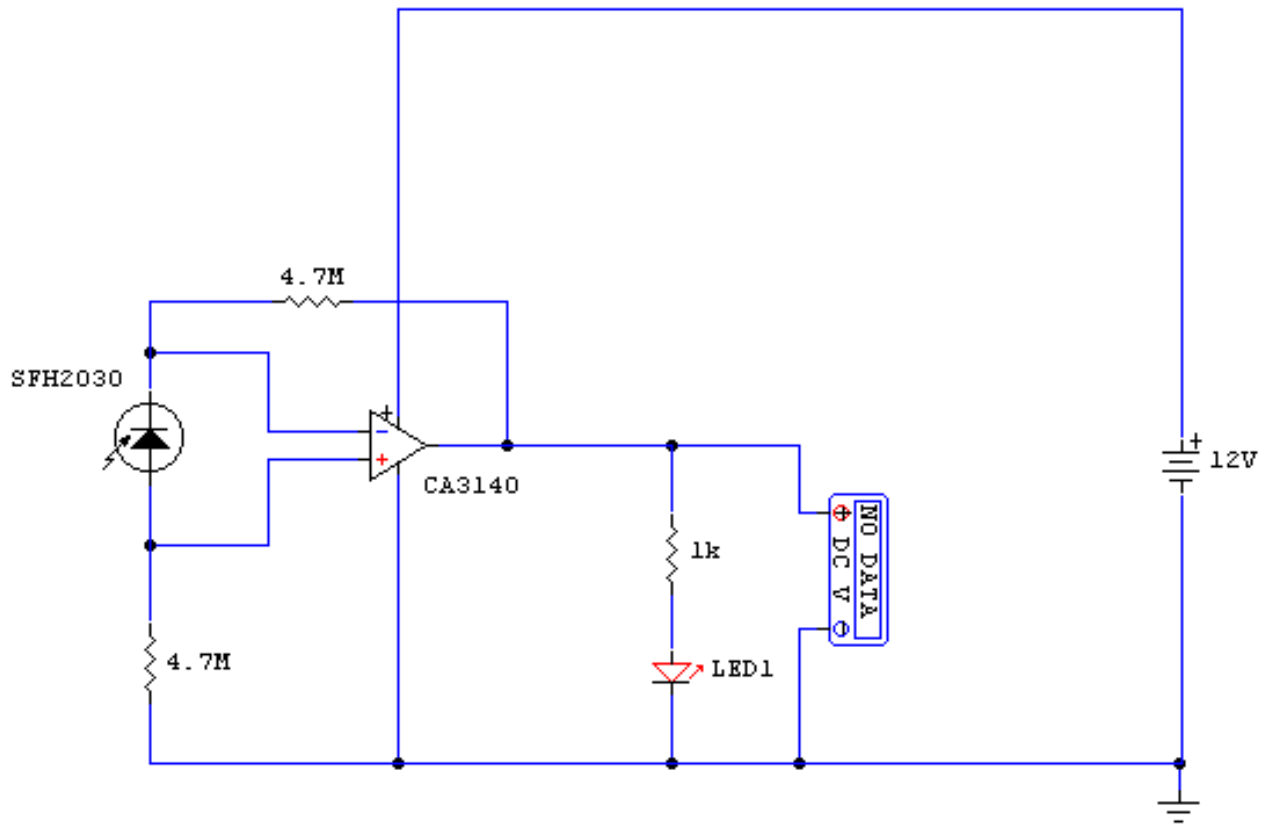 4.7M
SFH2030
+
−
+
CA3140
+
12V
1k
+
NO DATA
DC V
LED1
4.7M